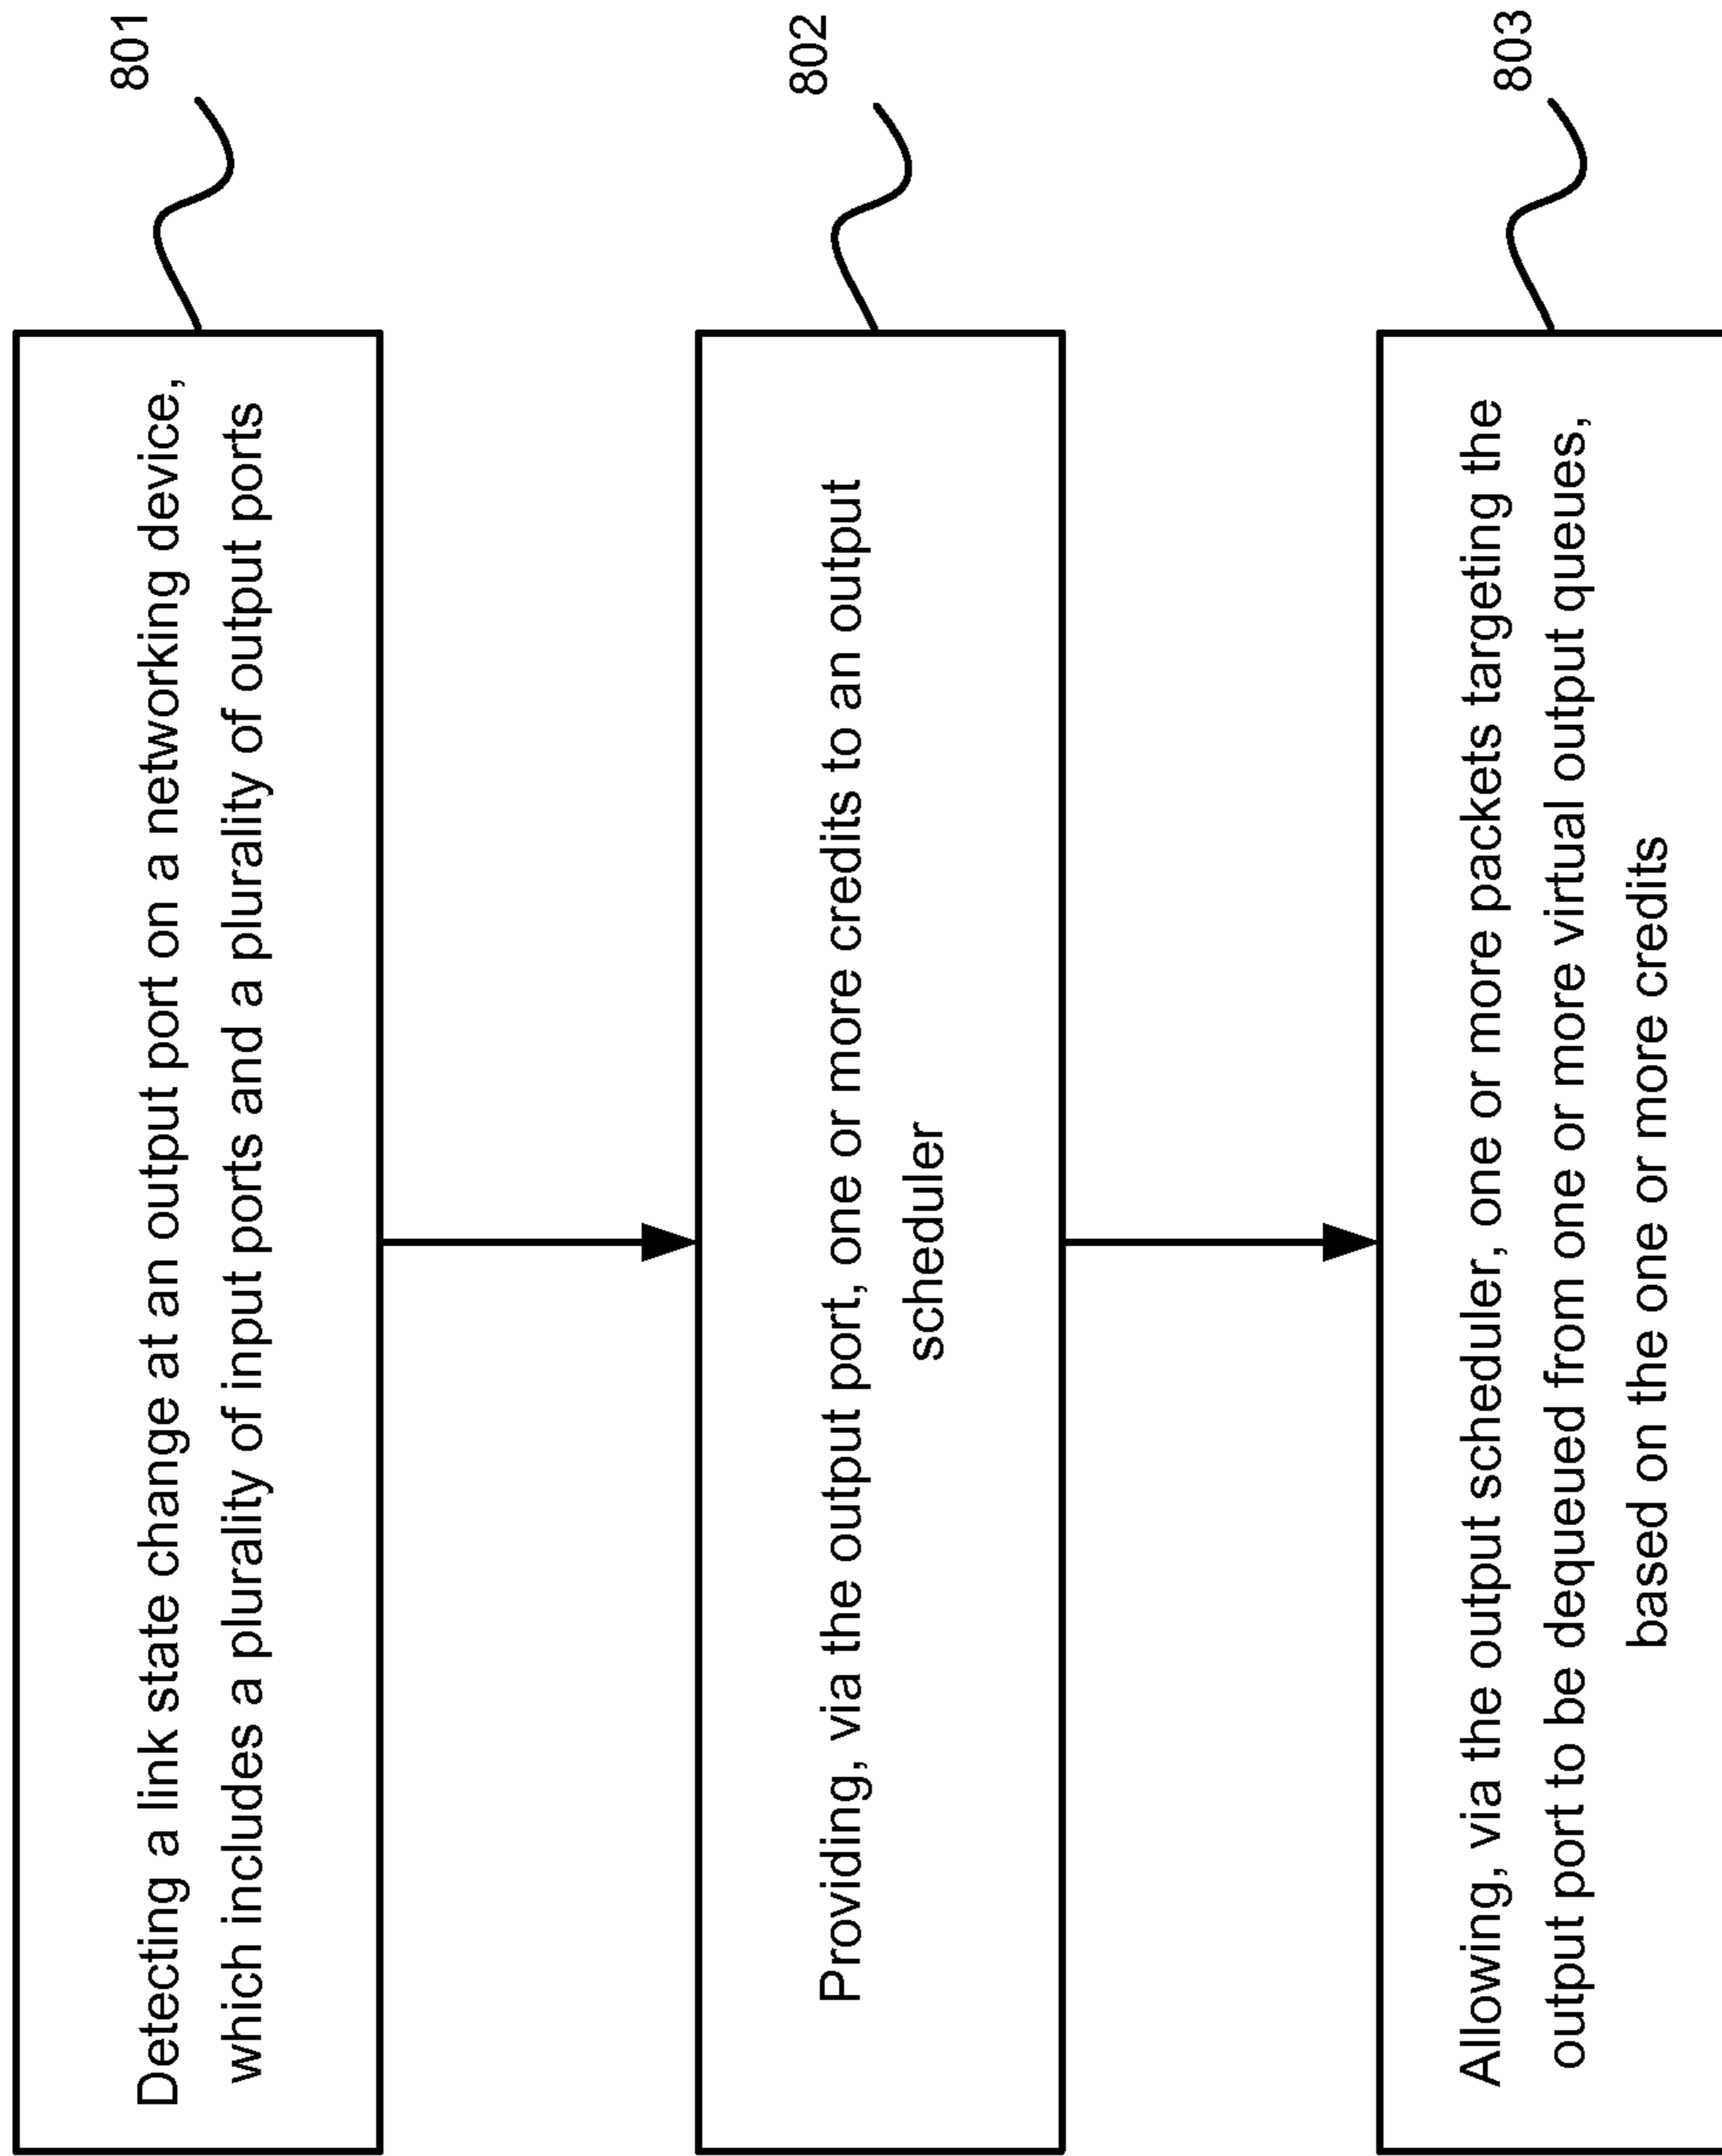 Detecting a link state change at an output port on a networking device,
which includes a plurality of input ports and a plurality of output ports
801
Providing, via the output port, one or more credits to an output
scheduler
802
Allowing, via the output scheduler, one or more packets targeting the
output port to be dequeued from one or more virtual output queues,
based on the one or more credits
803